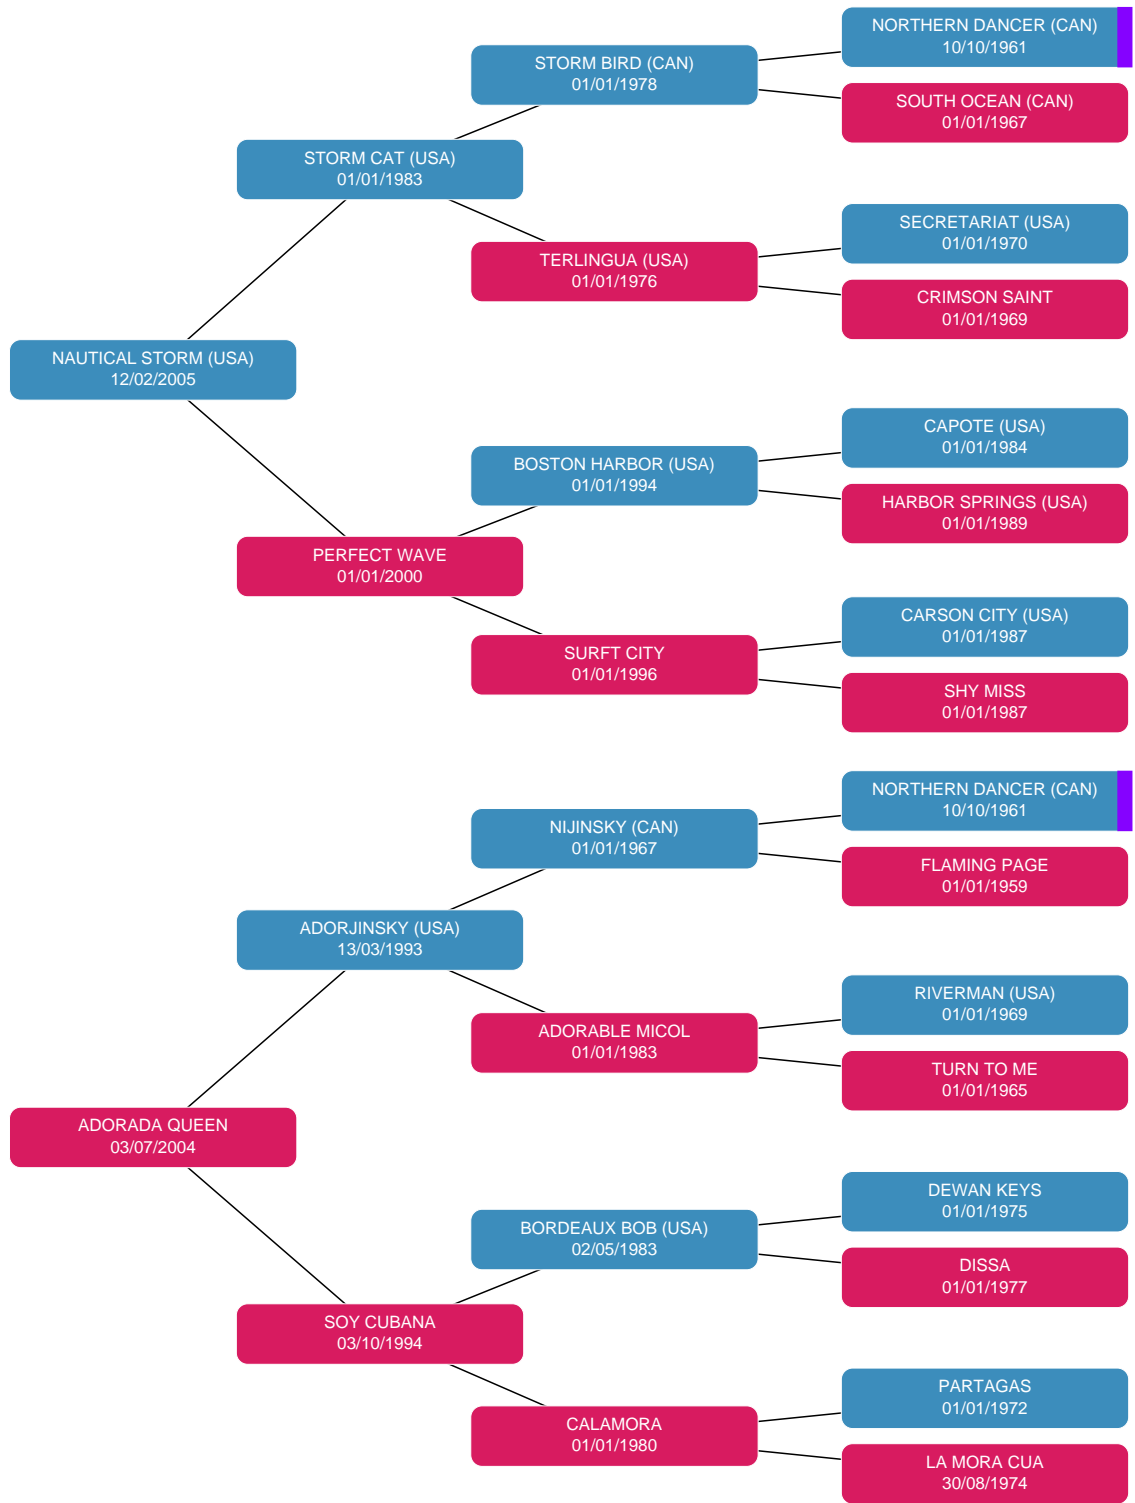 NORTHERN DANCER (CAN)
10/10/1961
STORM BIRD (CAN)
01/01/1978
SOUTH OCEAN (CAN)
01/01/1967
STORM CAT (USA)
01/01/1983
SECRETARIAT (USA)
01/01/1970
TERLINGUA (USA)
01/01/1976
CRIMSON SAINT
01/01/1969
NAUTICAL STORM (USA)
12/02/2005
CAPOTE (USA)
01/01/1984
BOSTON HARBOR (USA)
01/01/1994
HARBOR SPRINGS (USA)
01/01/1989
PERFECT WAVE
01/01/2000
CARSON CITY (USA)
01/01/1987
SURFT CITY
01/01/1996
SHY MISS
01/01/1987
NORTHERN DANCER (CAN)
10/10/1961
NIJINSKY (CAN)
01/01/1967
FLAMING PAGE
01/01/1959
ADORJINSKY (USA)
13/03/1993
RIVERMAN (USA)
01/01/1969
ADORABLE MICOL
01/01/1983
TURN TO ME
01/01/1965
ADORADA QUEEN
03/07/2004
DEWAN KEYS
01/01/1975
BORDEAUX BOB (USA)
02/05/1983
DISSA
01/01/1977
SOY CUBANA
03/10/1994
PARTAGAS
01/01/1972
CALAMORA
01/01/1980
LA MORA CUA
30/08/1974